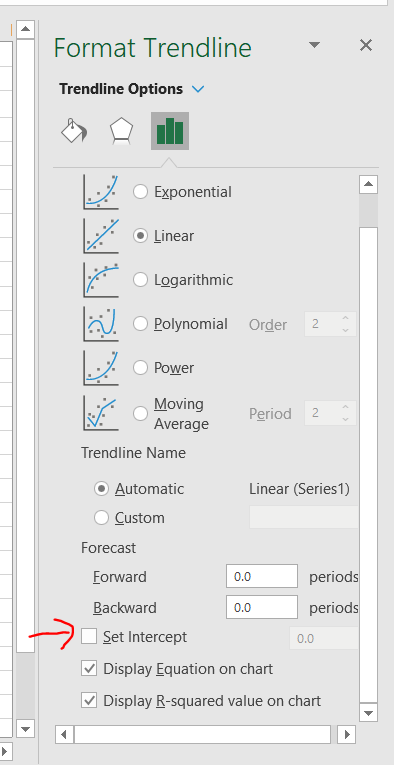 Format Trendline
Trendline Options
Exponential
Linear
Logarithmic
Polynomial Order 2
Power
Moving
Average Period 2
Trendline Name
Automatic Linear (Series1)
Custom
Forecast
Forward 0.0 periods
Backward 0.0 periods
Set Intercept 0.0
Display Equation on chart
Display R-squared value on chart